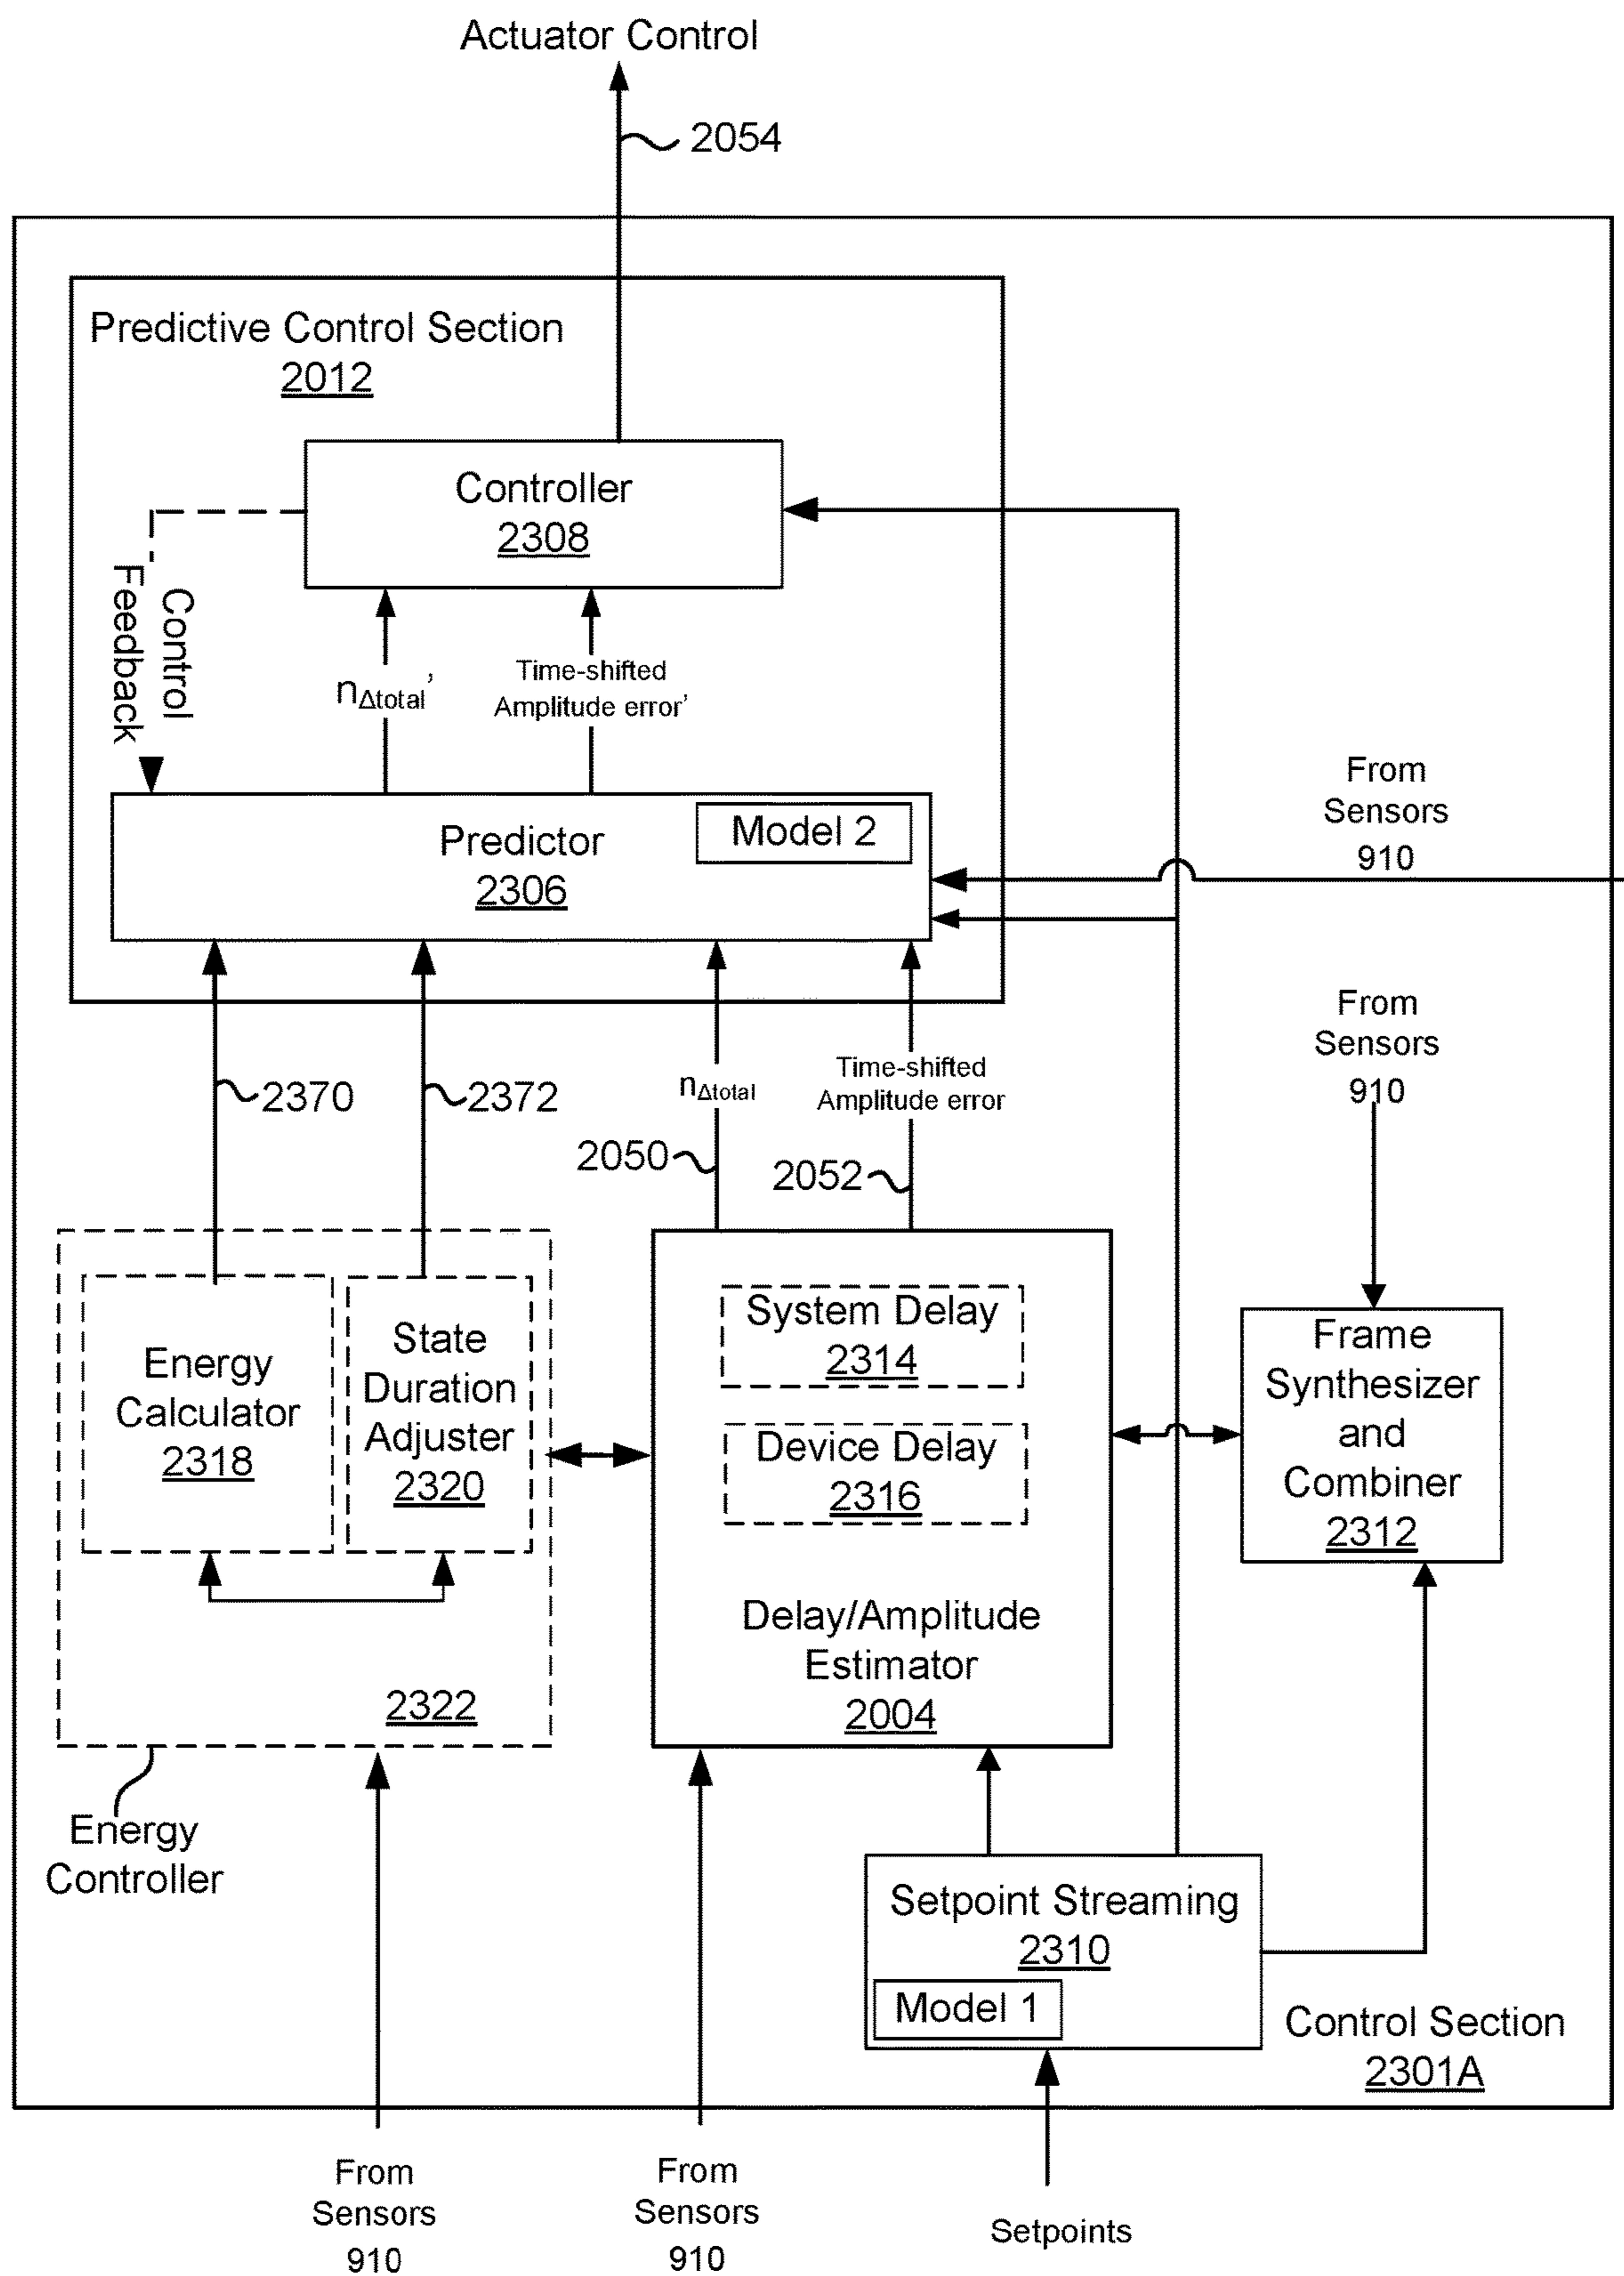 Actuator Control
2054
Predictive Control Section
2012
Controller
2308
Control
Feedback
nΔtotal’
Time-shifted
Amplitude error’
Predictor
2306
Model 2
From
Sensors
910
From
Sensors
910
2370
2372
nΔtotal
Time-shifted
Amplitude error
2050
2052
Energy
Calculator
2318
State
Duration
Adjuster
2320
2322
Energy
Controller
System Delay
2314
Device Delay
2316
Delay/Amplitude
Estimator
2004
Frame
Synthesizer
and
Combiner
2312
Setpoint Streaming
2310
Model 1
Control Section
2301A
From
Sensors
910
From
Sensors
910
Setpoints